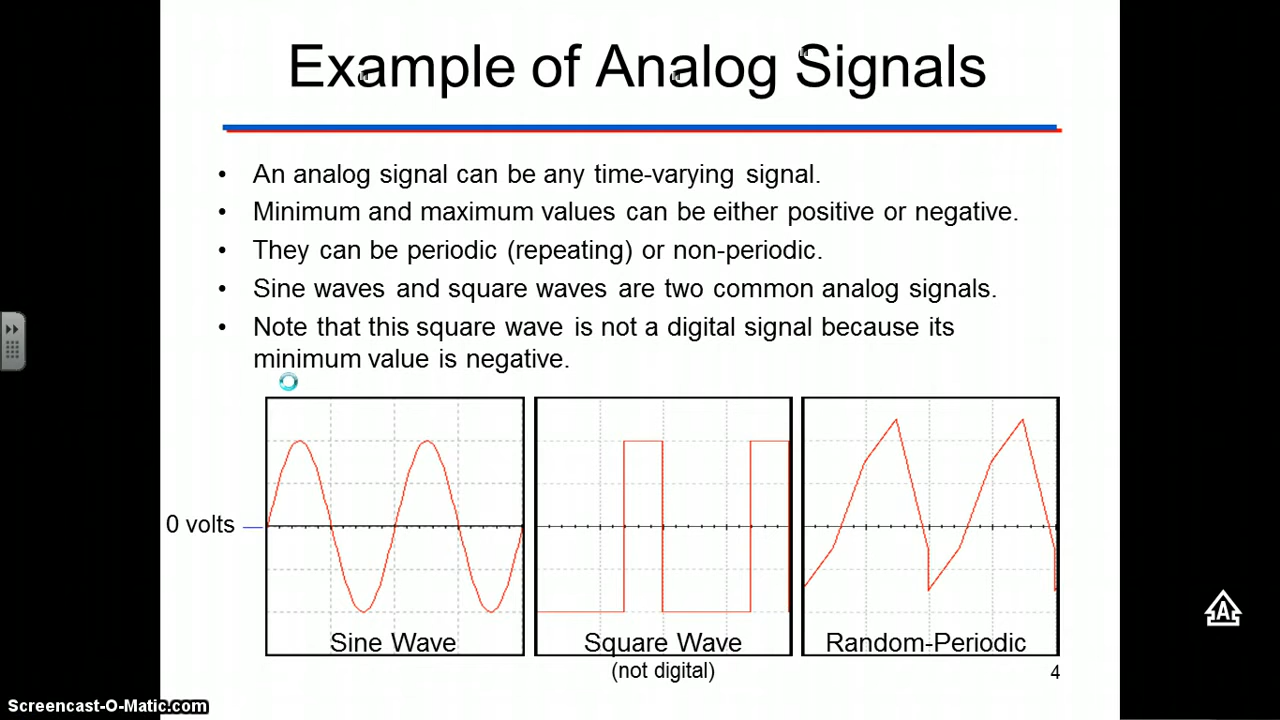 Example of Analog Signals
• An analog signal can be any time-varying signal.
• Minimum and maximum values can be either positive or negative.
• They can be periodic (repeating) or non-periodic.
• Sine waves and square waves are two common analog signals.
• Note that this square wave is not a digital signal because its
minimum value is negative.
0 volts
Sine Wave
Square Wave
(not digital)
Random-Periodic
4
A
Screencast-O-Matic.com